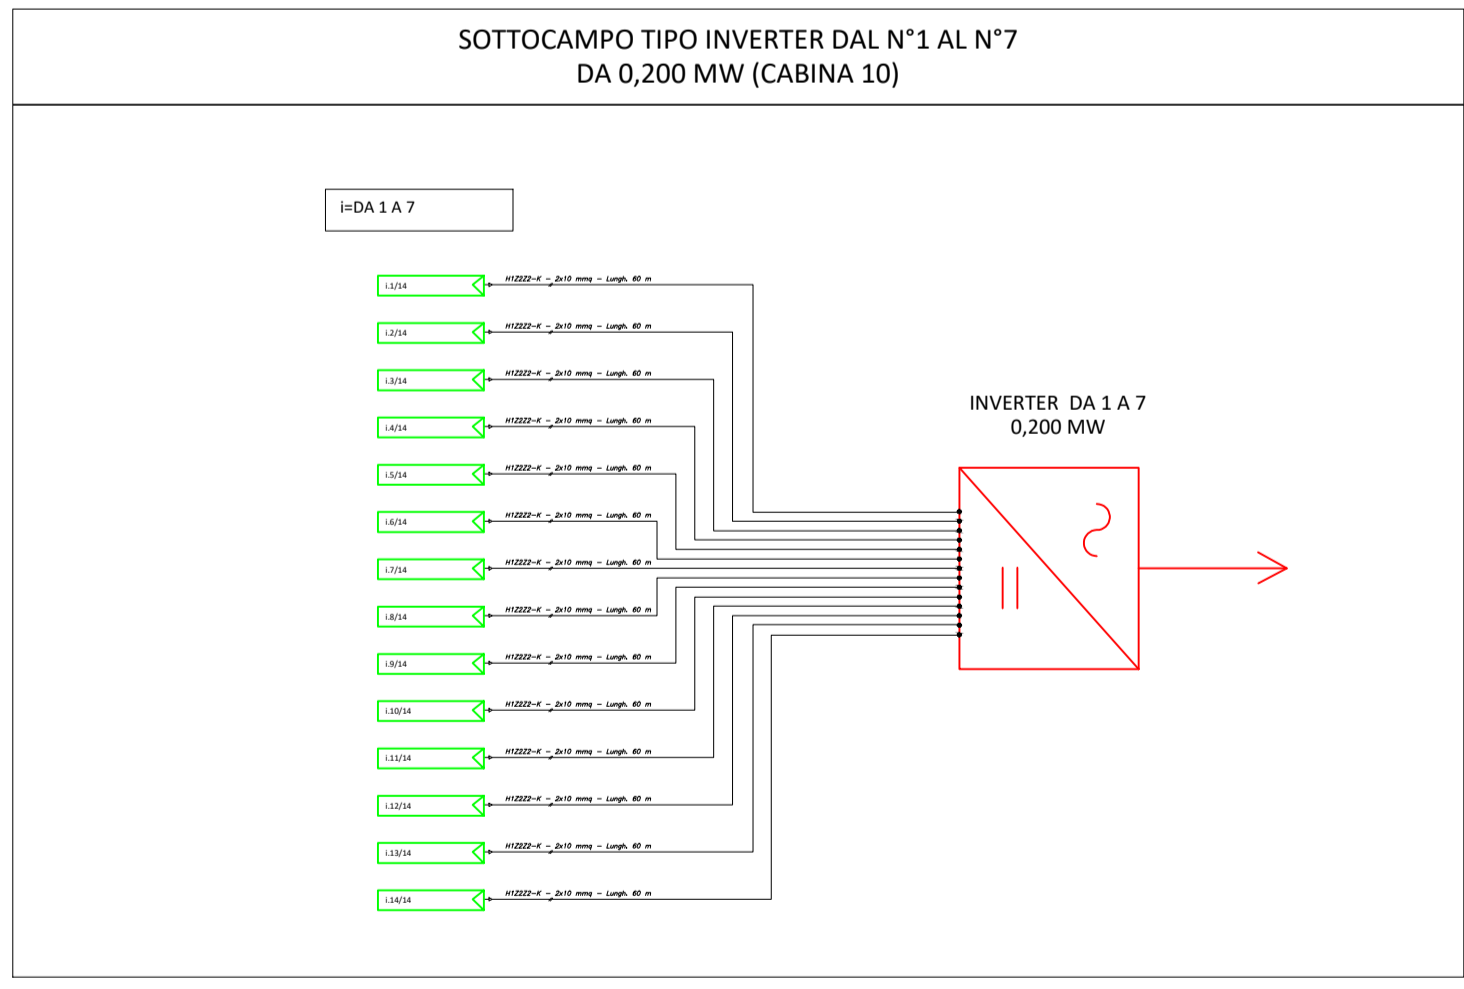 SOTTOCAMPO TIPO INVERTER DAL N°1 AL N°7
DA 0,200 MW (CABINA 10)
i=DA 1 A 7
i.1/14
H1Z2Z2-K - 2x10 mmq - Lungh. 60 m
i.2/14
H1Z2Z2-K - 2x10 mmq - Lungh. 60 m
i.3/14
H1Z2Z2-K - 2x10 mmq - Lungh. 60 m
i.4/14
H1Z2Z2-K - 2x10 mmq - Lungh. 60 m
i.5/14
H1Z2Z2-K - 2x10 mmq - Lungh. 60 m
i.6/14
H1Z2Z2-K - 2x10 mmq - Lungh. 60 m
i.7/14
H1Z2Z2-K - 2x10 mmq - Lungh. 60 m
i.8/14
H1Z2Z2-K - 2x10 mmq - Lungh. 60 m
i.9/14
H1Z2Z2-K - 2x10 mmq - Lungh. 60 m
i.10/14
H1Z2Z2-K - 2x10 mmq - Lungh. 60 m
i.11/14
H1Z2Z2-K - 2x10 mmq - Lungh. 60 m
i.12/14
H1Z2Z2-K - 2x10 mmq - Lungh. 60 m
i.13/14
H1Z2Z2-K - 2x10 mmq - Lungh. 60 m
i.14/14
H1Z2Z2-K - 2x10 mmq - Lungh. 60 m
INVERTER DA 1 A 7
0,200 MW